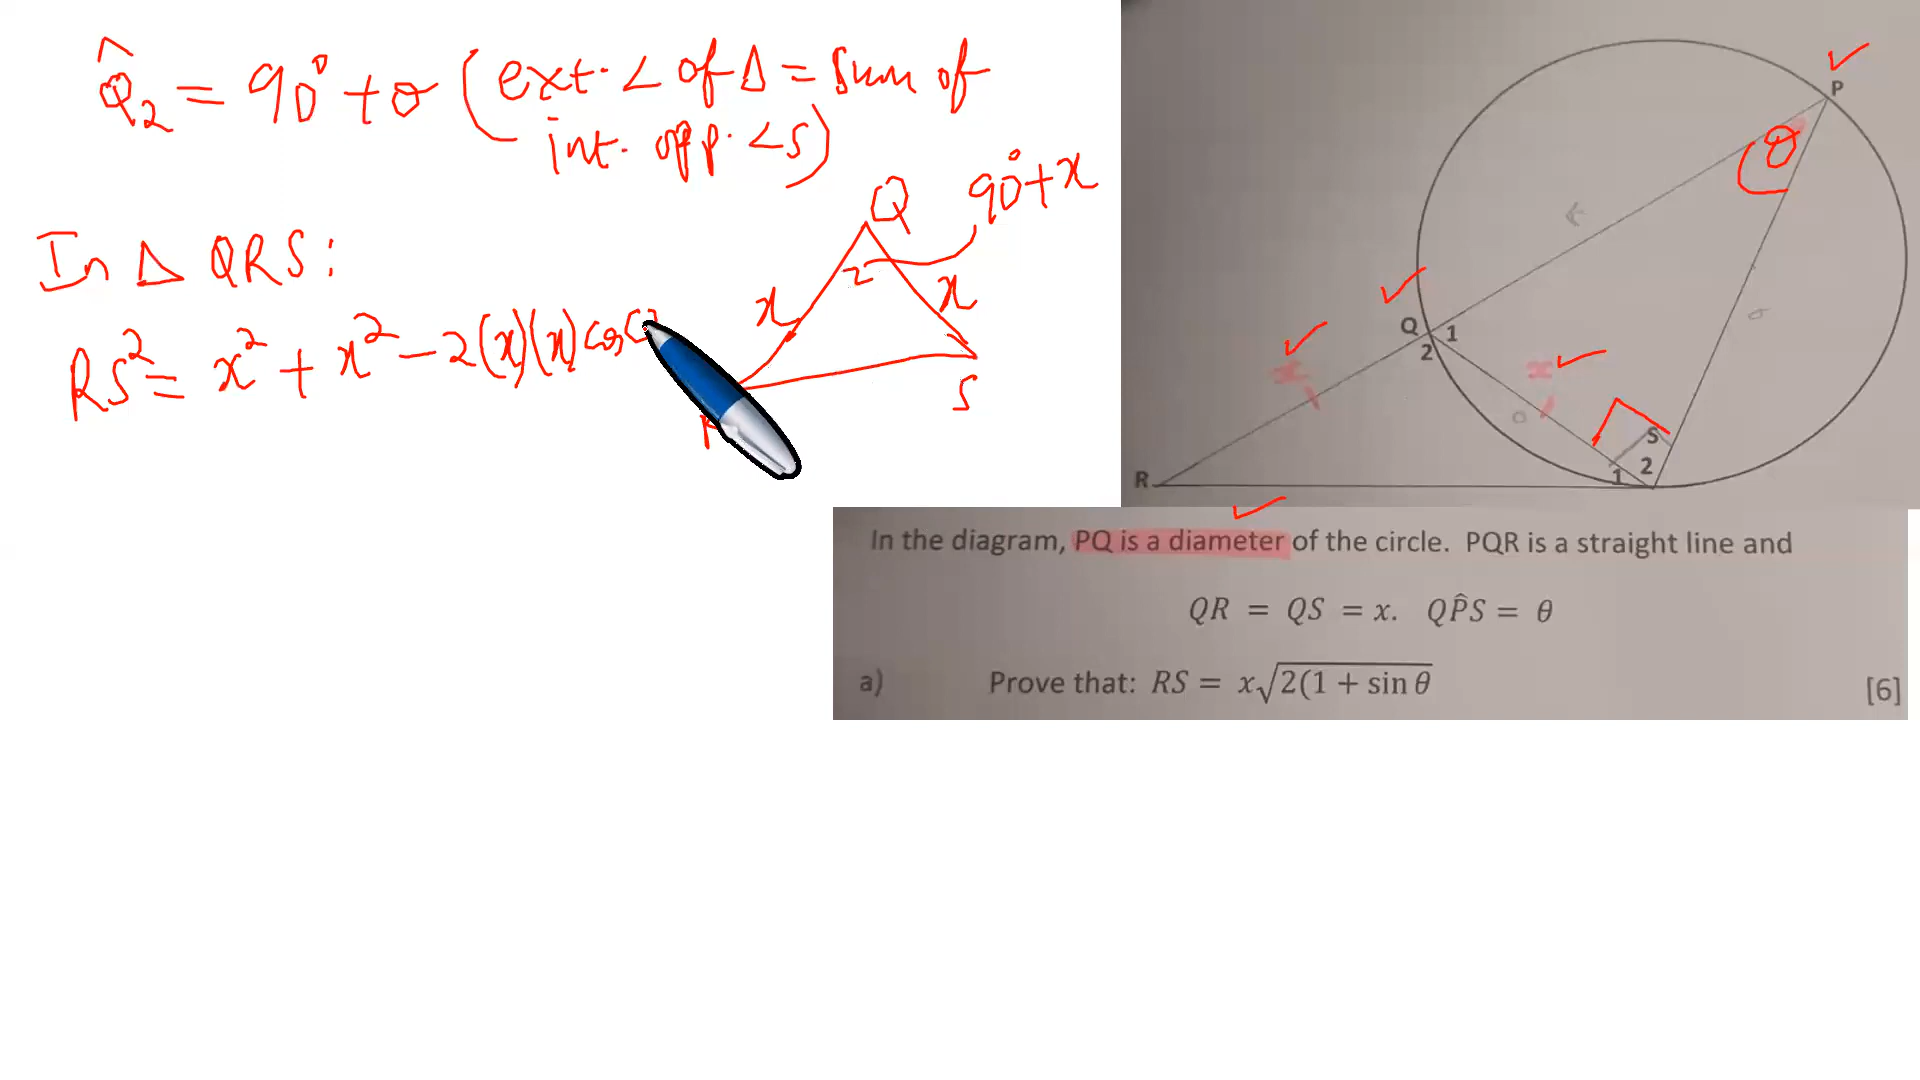 Q̂₂ = 90° + θ (ext. ∠ of Δ = Sum of
int. opp. ∠s)
In Δ QRS:
RS² = x² + x² − 2(x)(x) cos(
Q
90° + x
2
x
x
S
P
θ
Q
1
2
x
x
S
1
2
R
In the diagram, PQ is a diameter of the circle. PQR is a straight line and
QR = QS = x. QP̂S = θ
a) Prove that: RS = x√2(1 + sin θ [6]